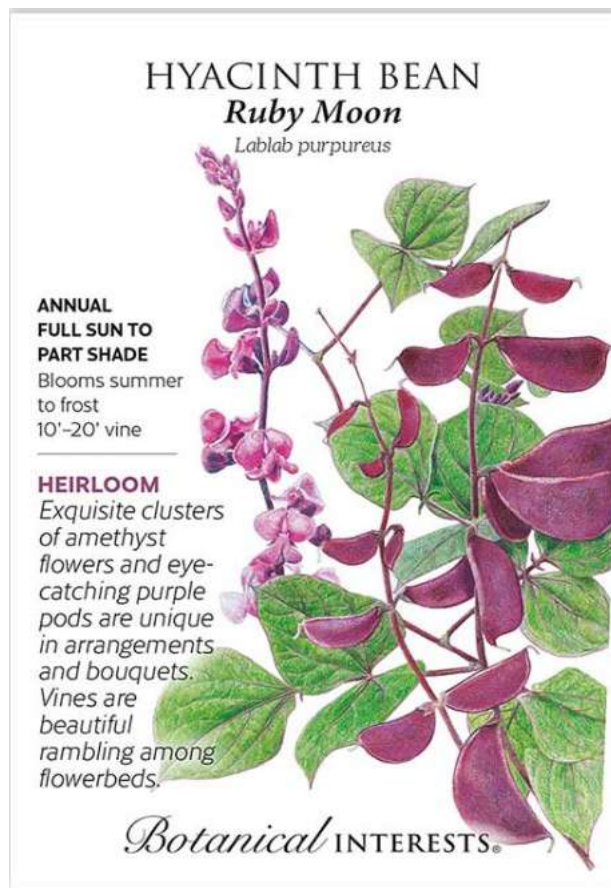 HYACINTH BEAN
Ruby Moon
Lablab purpureus
ANNUAL
FULL SUN TO
PART SHADE
Blooms summer
to frost
10'–20' vine
HEIRLOOM
Exquisite clusters
of amethyst
flowers and eye-
catching purple
pods are unique
in arrangements
and bouquets.
Vines are
beautiful
rambling among
flowerbeds.
Botanical INTERESTS®